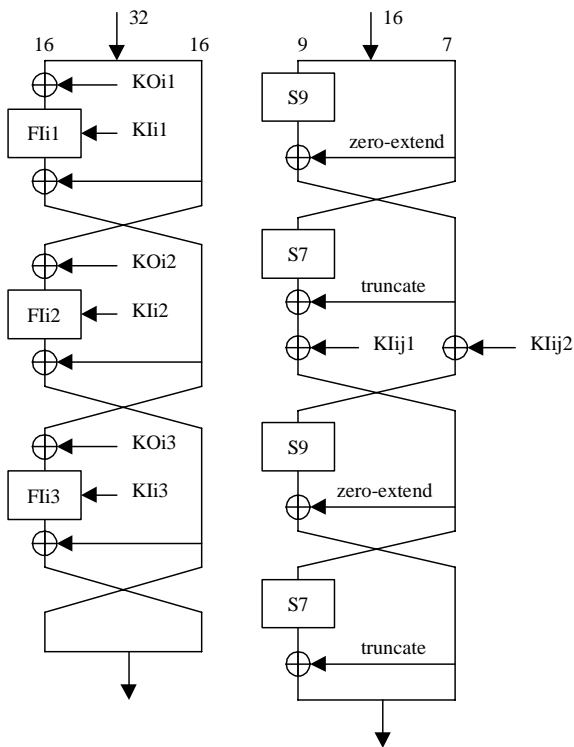 32
16 16
KOi1
FIi1 KIi1
KOi2
FIi2 KIi2
KOi3
FIi3 KIi3
16
9 7
S9
zero-extend
S7
truncate
KIij1 KIij2
S9
zero-extend
S7
truncate